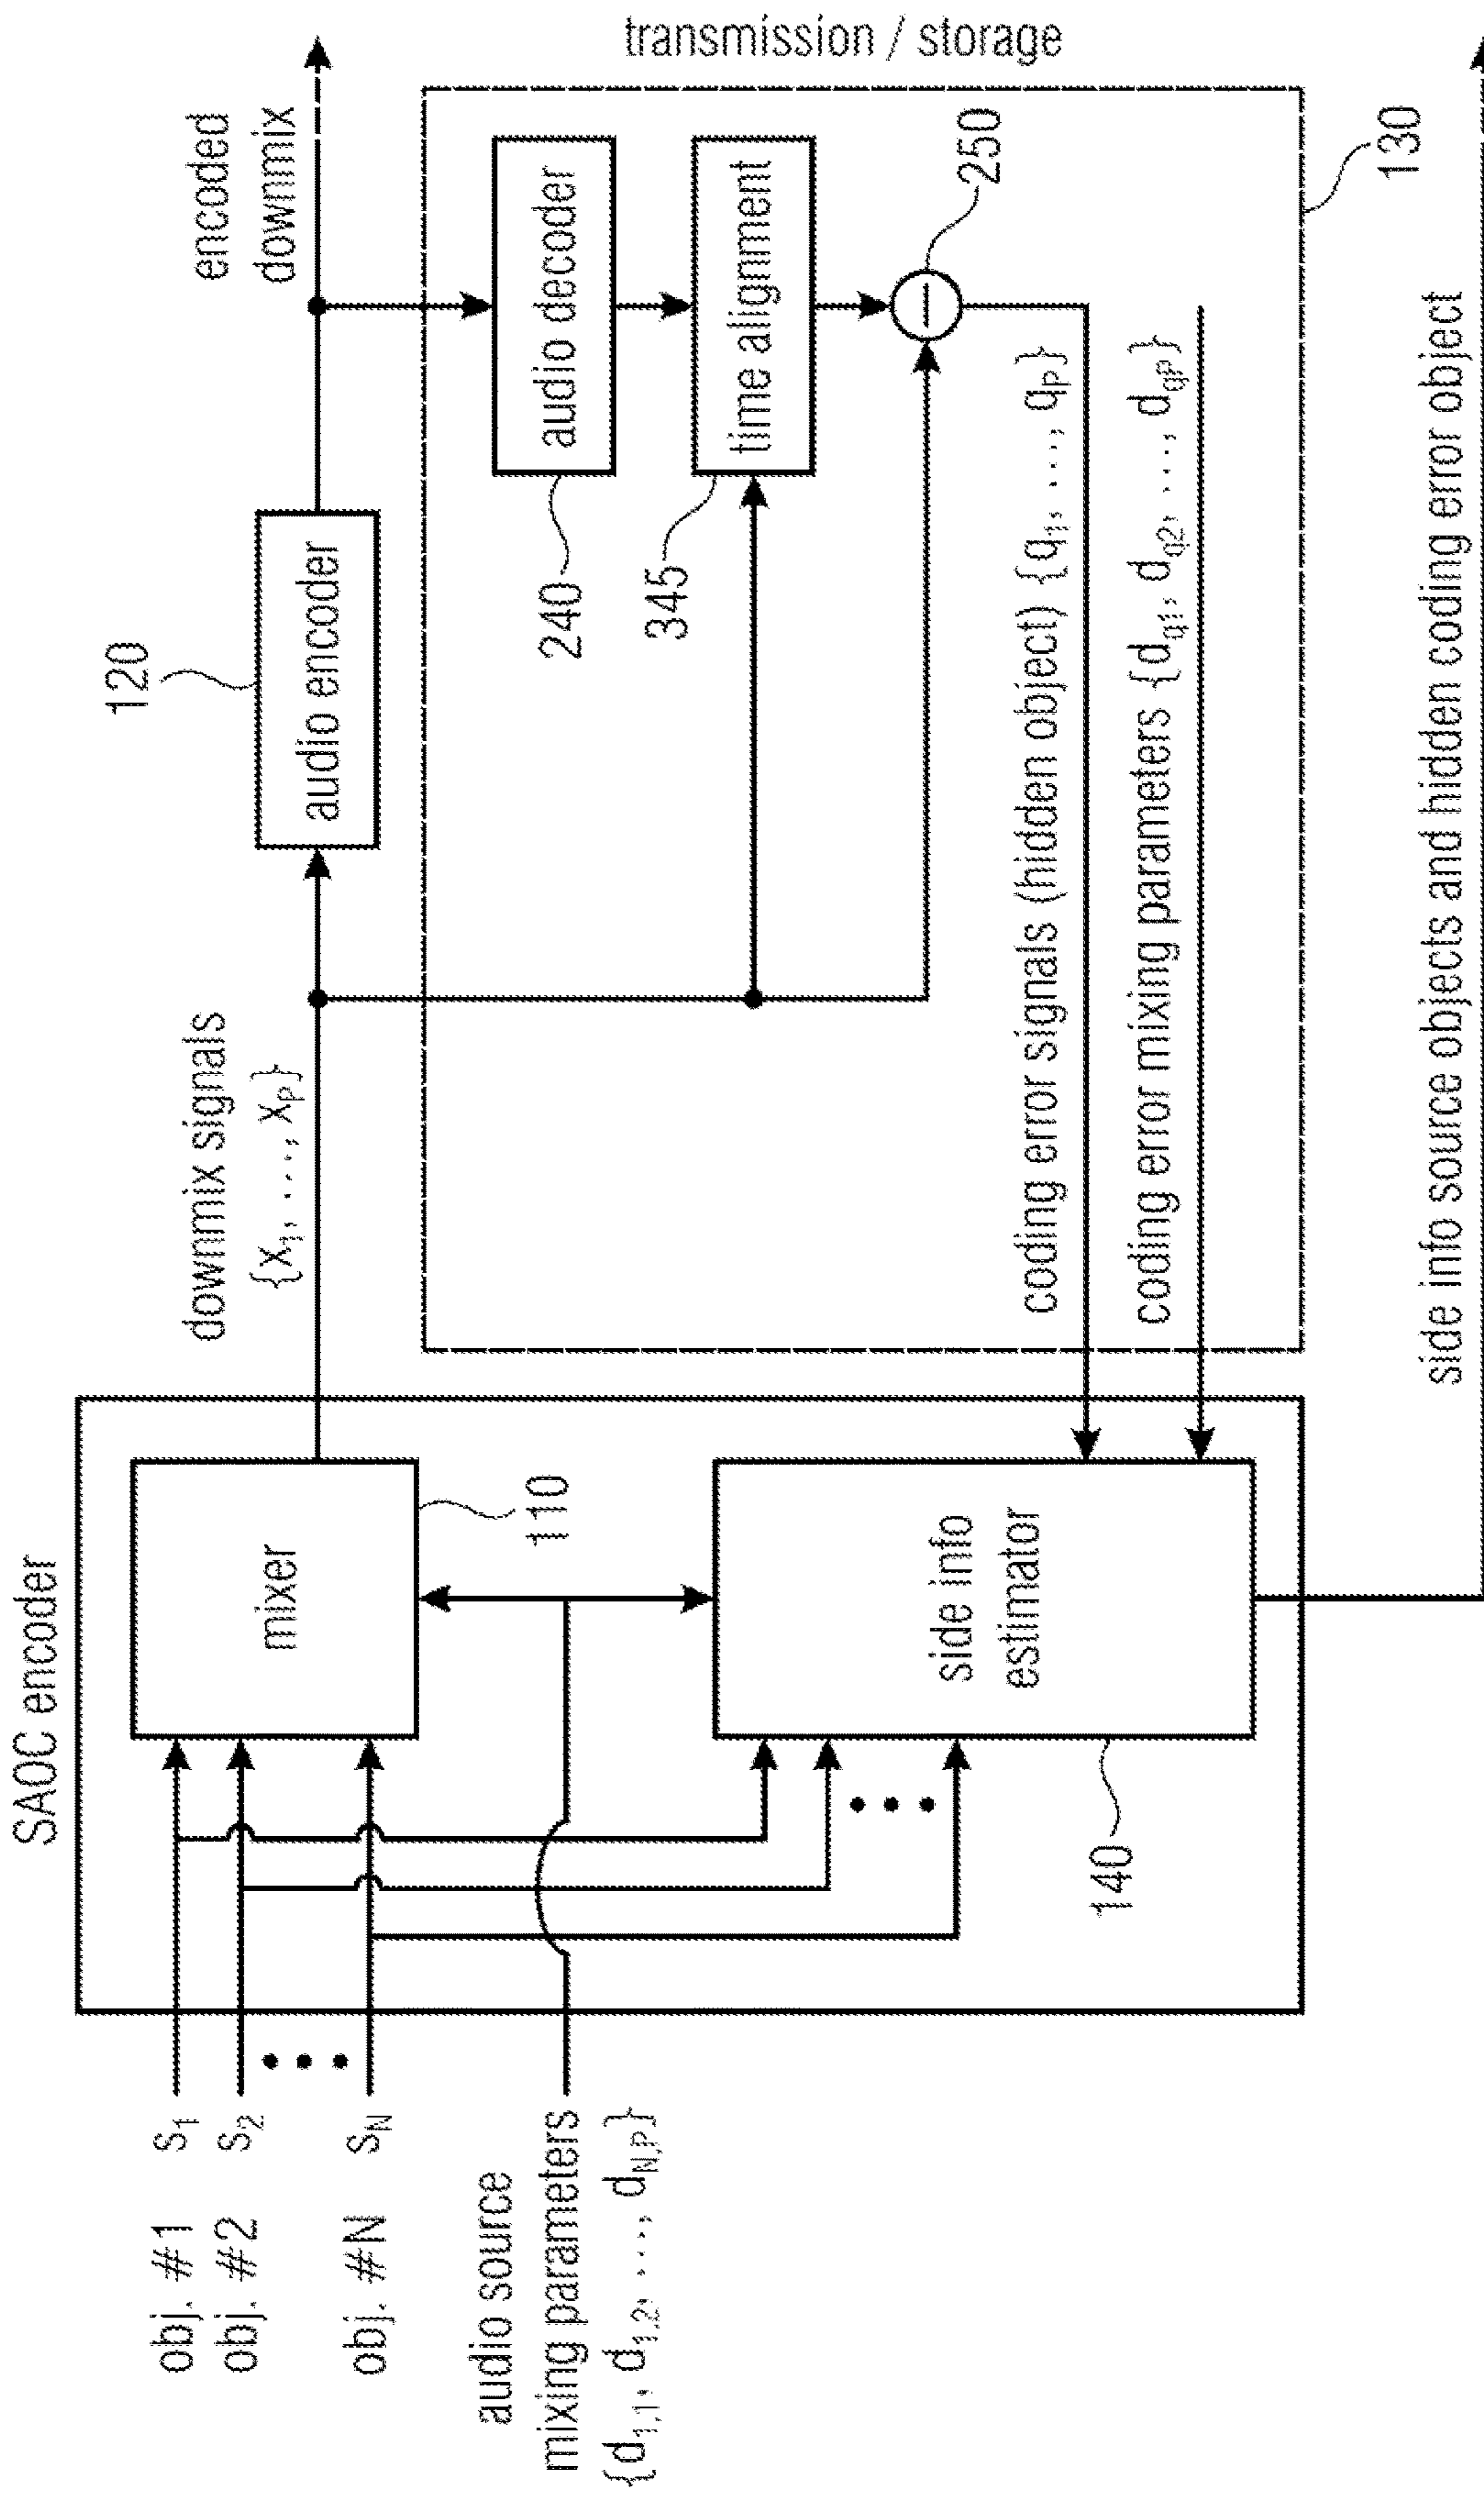 SAOC encoder
obj. #1 s1
obj. #2 s2
obj. #N sN
audio source
mixing parameters
{d1,1, d1,2, ..., dN,P}
mixer
110
side info
estimator
140
downmix signals
{x1, ..., xP}
120
audio encoder
encoded
downmix
transmission / storage
audio decoder
240
time alignment
345
250
coding error signals (hidden object) {q1, ..., qP}
coding error mixing parameters {dq1, dq2, ..., dqP}
130
side info source objects and hidden coding error object